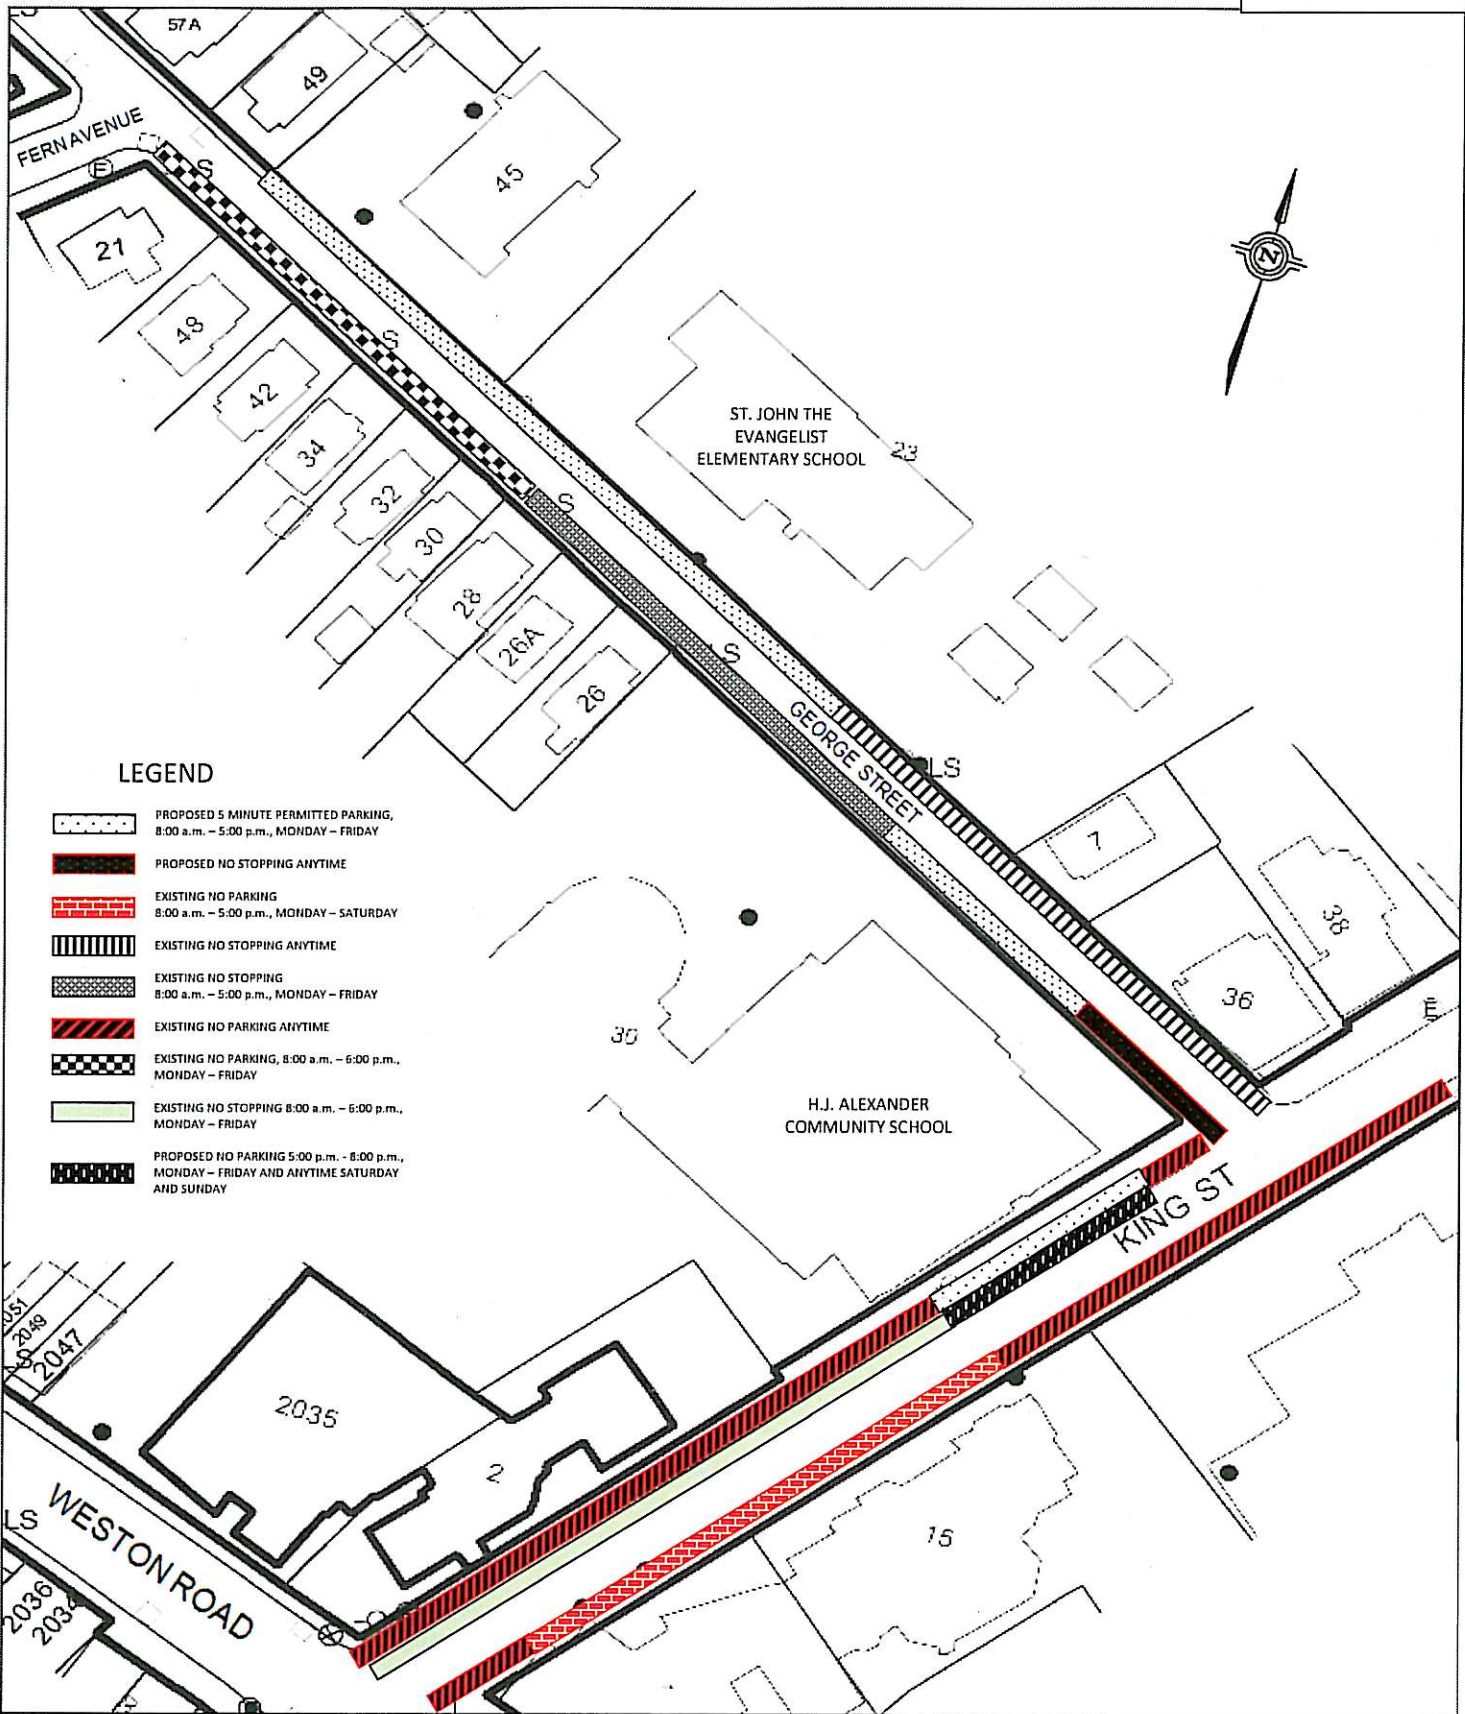 57A
49
FERN AVENUE
E
S
45
21
N
48
S
42
ST. JOHN THE
EVANGELIST
ELEMENTARY SCHOOL
23
34
32
S
30
28
26A
S
26
GEORGE STREET
LS
LEGEND
PROPOSED 5 MINUTE PERMITTED PARKING,
8:00 a.m. – 5:00 p.m., MONDAY – FRIDAY
PROPOSED NO STOPPING ANYTIME
EXISTING NO PARKING
8:00 a.m. – 5:00 p.m., MONDAY – SATURDAY
EXISTING NO STOPPING ANYTIME
EXISTING NO STOPPING
8:00 a.m. – 5:00 p.m., MONDAY – FRIDAY
EXISTING NO PARKING ANYTIME
EXISTING NO PARKING, 8:00 a.m. – 6:00 p.m.,
MONDAY – FRIDAY
EXISTING NO STOPPING 8:00 a.m. – 6:00 p.m.,
MONDAY – FRIDAY
PROPOSED NO PARKING 5:00 p.m. - 8:00 p.m.,
MONDAY – FRIDAY AND ANYTIME SATURDAY
AND SUNDAY
7
38
36
E
30
H.J. ALEXANDER
COMMUNITY SCHOOL
KING ST
2049
2047
2035
2
15
WESTON ROAD
LS
2036